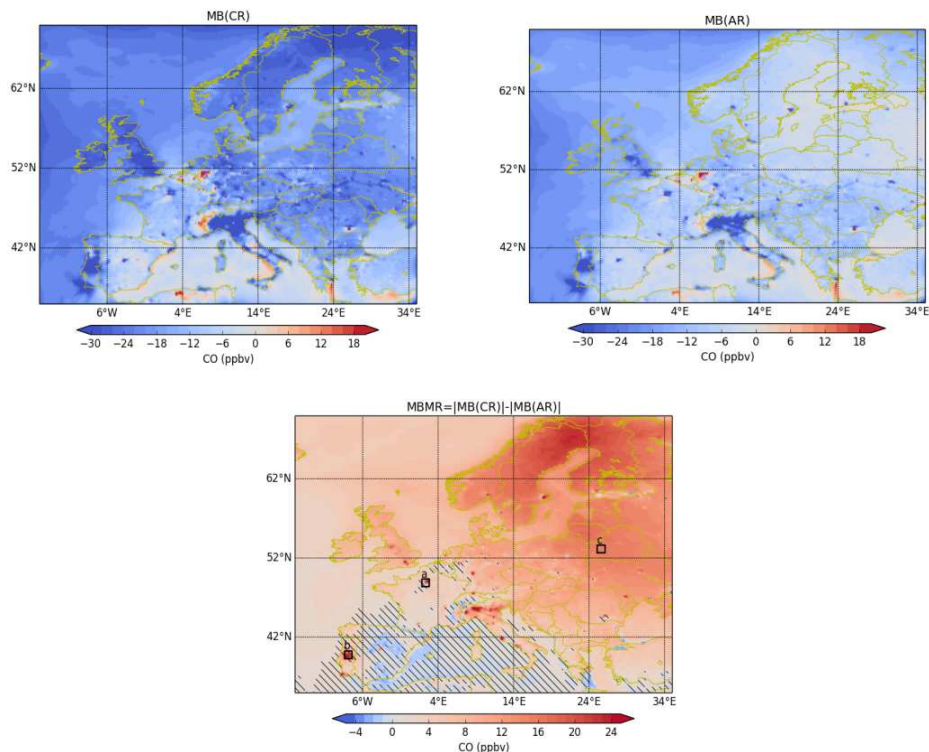 MB(CR)
62°N
52°N
42°N
6°W 4°E 14°E 24°E 34°E
−30 −24 −18 −12 −6 0 6 12 18
CO (ppbv)
MB(AR)
62°N
52°N
42°N
6°W 4°E 14°E 24°E 34°E
−30 −24 −18 −12 −6 0 6 12 18
CO (ppbv)
MBMR=|MB(CR)|-|MB(AR)|
62°N
c
52°N
a
42°N
b
6°W 4°E 14°E 24°E 34°E
−4 0 4 8 12 16 20 24
CO (ppbv)